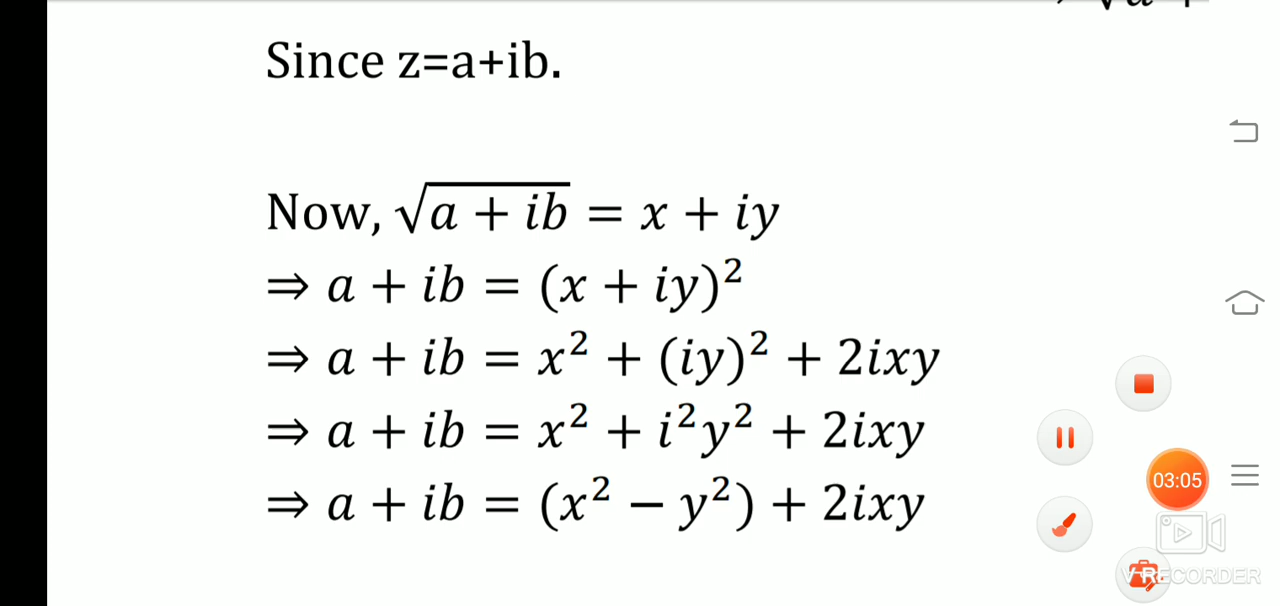 Since z=a+ib.
Now, √(a + ib) = x + iy
⇒ a + ib = (x + iy)²
⇒ a + ib = x² + (iy)² + 2ixy
⇒ a + ib = x² + i²y² + 2ixy
⇒ a + ib = (x² − y²) + 2ixy
03:05
V RECORDER